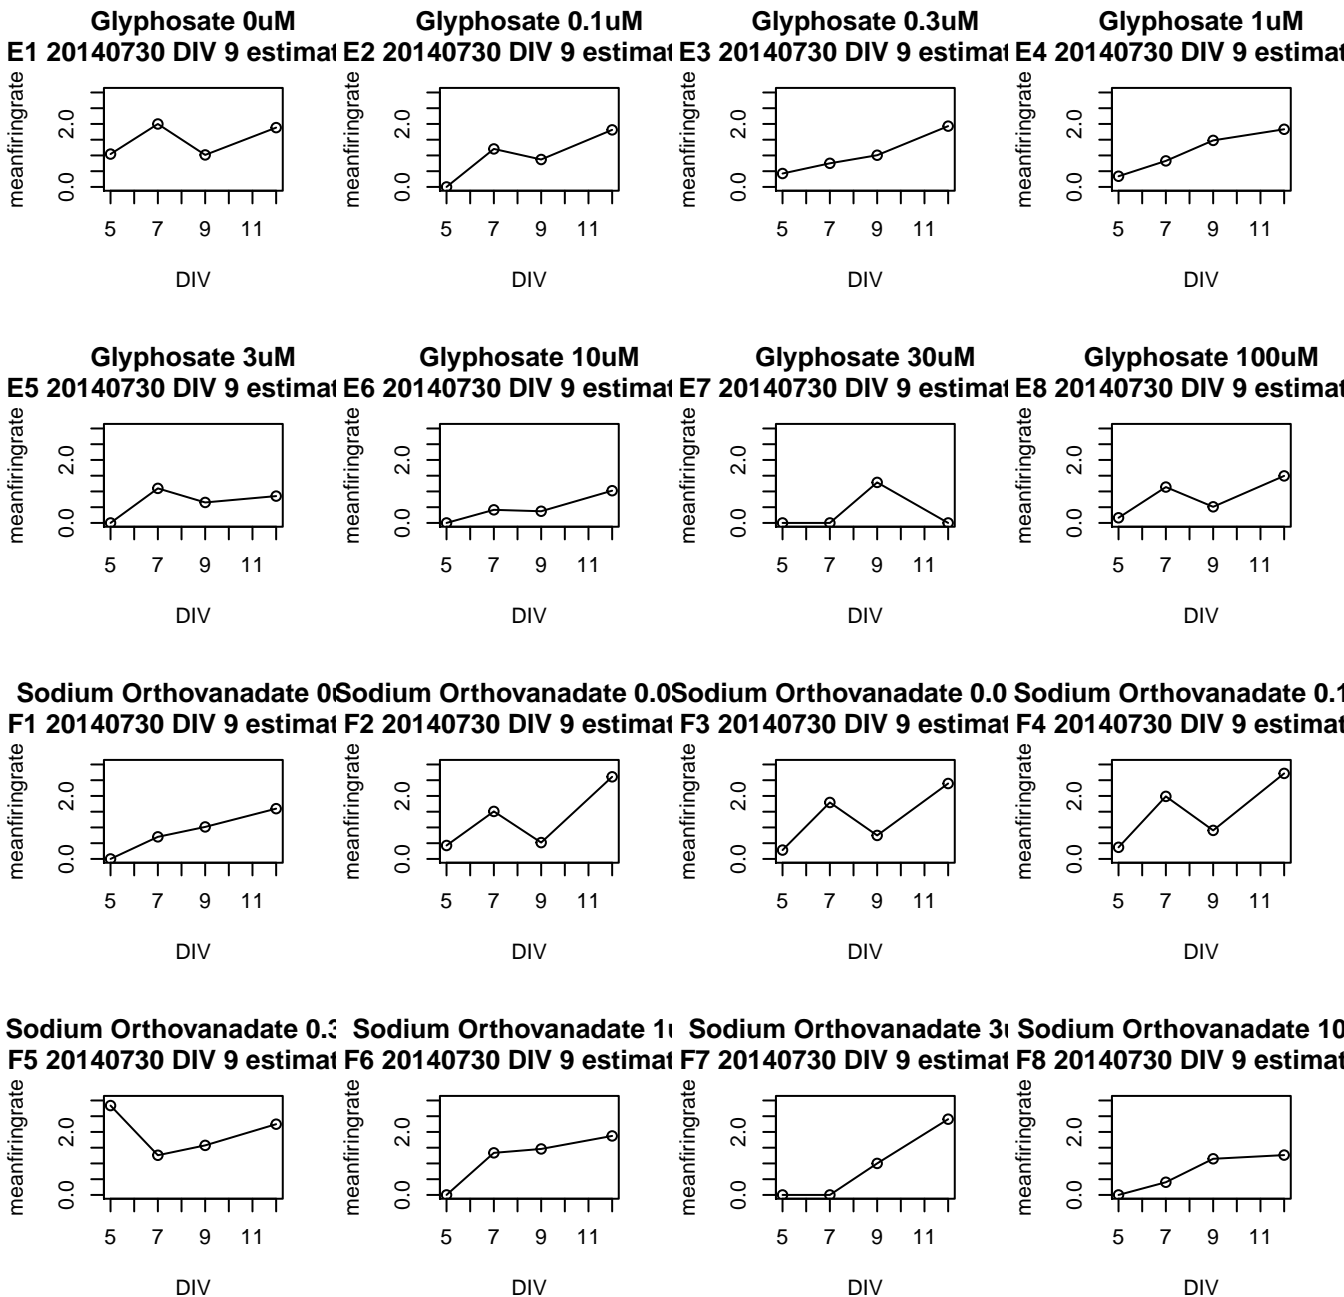 Glyphosate 0uM Glyphosate 0.1uM Glyphosate 0.3uM Glyphosate 1uM
E1 20140730 DIV 9 estimat E2 20140730 DIV 9 estimat E3 20140730 DIV 9 estimat E4 20140730 DIV 9 estimat
meanfiringrate meanfiringrate meanfiringrate meanfiringrate
2.0 2.0 2.0 2.0
0.0 0.0 0.0 0.0
5 7 9 11 5 7 9 11 5 7 9 11 5 7 9 11
DIV DIV DIV DIV
Glyphosate 3uM Glyphosate 10uM Glyphosate 30uM Glyphosate 100uM
E5 20140730 DIV 9 estimat E6 20140730 DIV 9 estimat E7 20140730 DIV 9 estimat E8 20140730 DIV 9 estimat
meanfiringrate meanfiringrate meanfiringrate meanfiringrate
2.0 2.0 2.0 2.0
0.0 0.0 0.0 0.0
5 7 9 11 5 7 9 11 5 7 9 11 5 7 9 11
DIV DIV DIV DIV
Sodium Orthovanadate 0 Sodium Orthovanadate 0.0 Sodium Orthovanadate 0.0 Sodium Orthovanadate 0.1
F1 20140730 DIV 9 estimat F2 20140730 DIV 9 estimat F3 20140730 DIV 9 estimat F4 20140730 DIV 9 estimat
meanfiringrate meanfiringrate meanfiringrate meanfiringrate
2.0 2.0 2.0 2.0
0.0 0.0 0.0 0.0
5 7 9 11 5 7 9 11 5 7 9 11 5 7 9 11
DIV DIV DIV DIV
Sodium Orthovanadate 0.3 Sodium Orthovanadate 1 Sodium Orthovanadate 3 Sodium Orthovanadate 10
F5 20140730 DIV 9 estimat F6 20140730 DIV 9 estimat F7 20140730 DIV 9 estimat F8 20140730 DIV 9 estimat
meanfiringrate meanfiringrate meanfiringrate meanfiringrate
2.0 2.0 2.0 2.0
0.0 0.0 0.0 0.0
5 7 9 11 5 7 9 11 5 7 9 11 5 7 9 11
DIV DIV DIV DIV